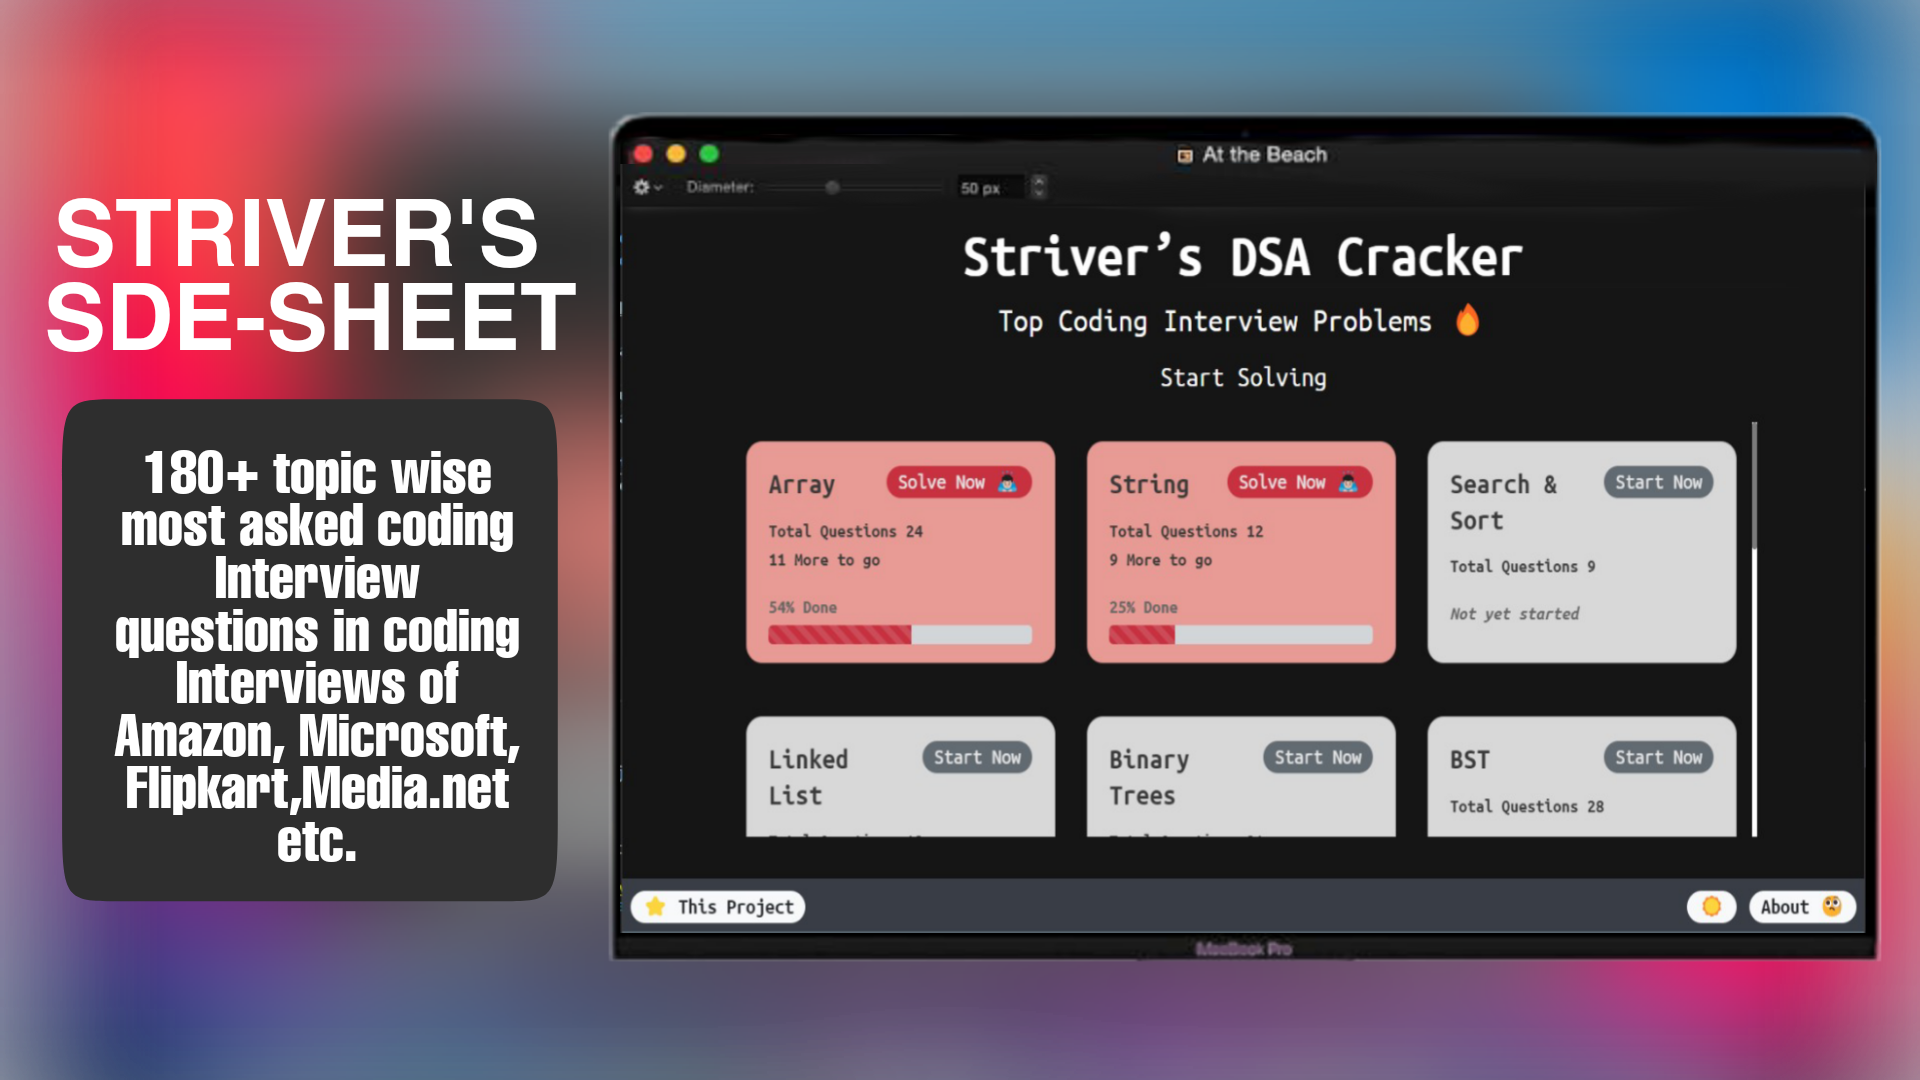 STRIVER'S
SDE-SHEET
180+ topic wise
most asked coding
Interview
questions in coding
Interviews of
Amazon, Microsoft,
Flipkart,Media.net
etc.
At the Beach
Diameter:
50 px
Striver’s DSA Cracker
Top Coding Interview Problems 🔥
Start Solving
Array
Solve Now
Total Questions 24
11 More to go
54% Done
String
Solve Now
Total Questions 12
9 More to go
25% Done
Search &
Sort
Start Now
Total Questions 9
Not yet started
Linked
List
Start Now
Binary
Trees
Start Now
BST
Start Now
Total Questions 28
⭐ This Project
About
MacBook Pro